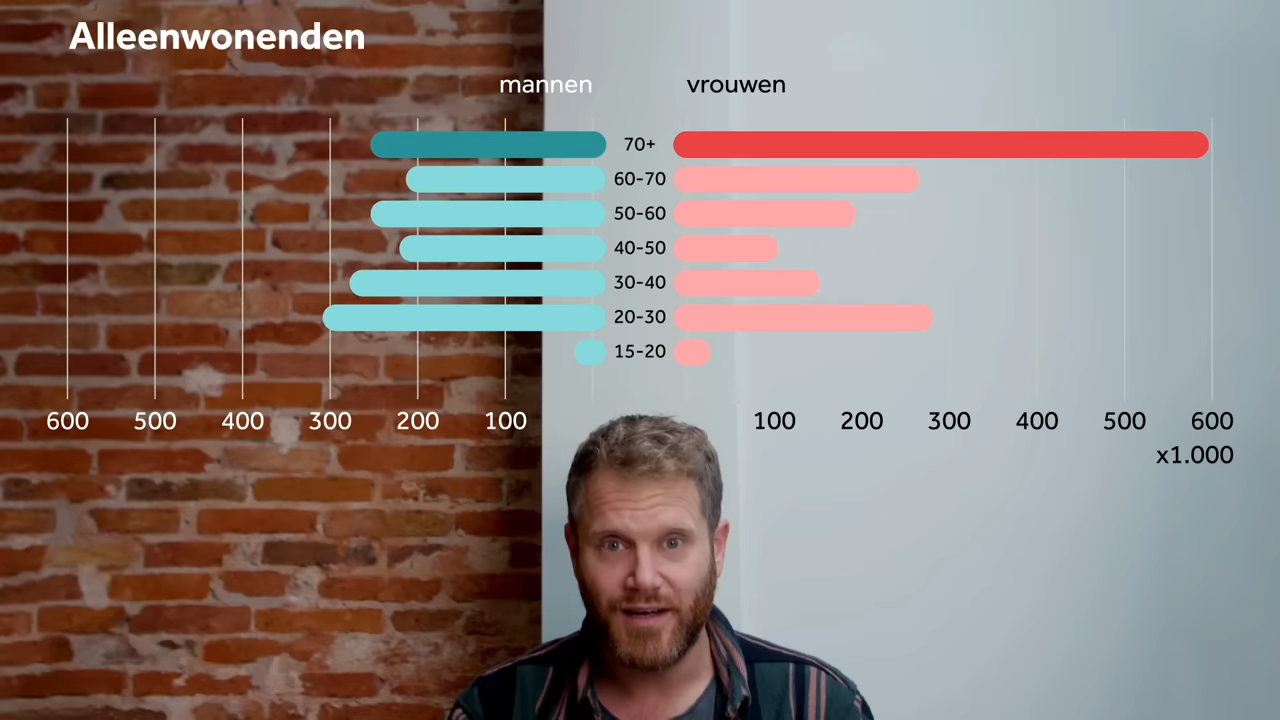 Alleenwonenden
mannen vrouwen
70+
60-70
50-60
40-50
30-40
20-30
15-20
600 500 400 300 200 100 100 200 300 400 500 600
x1.000